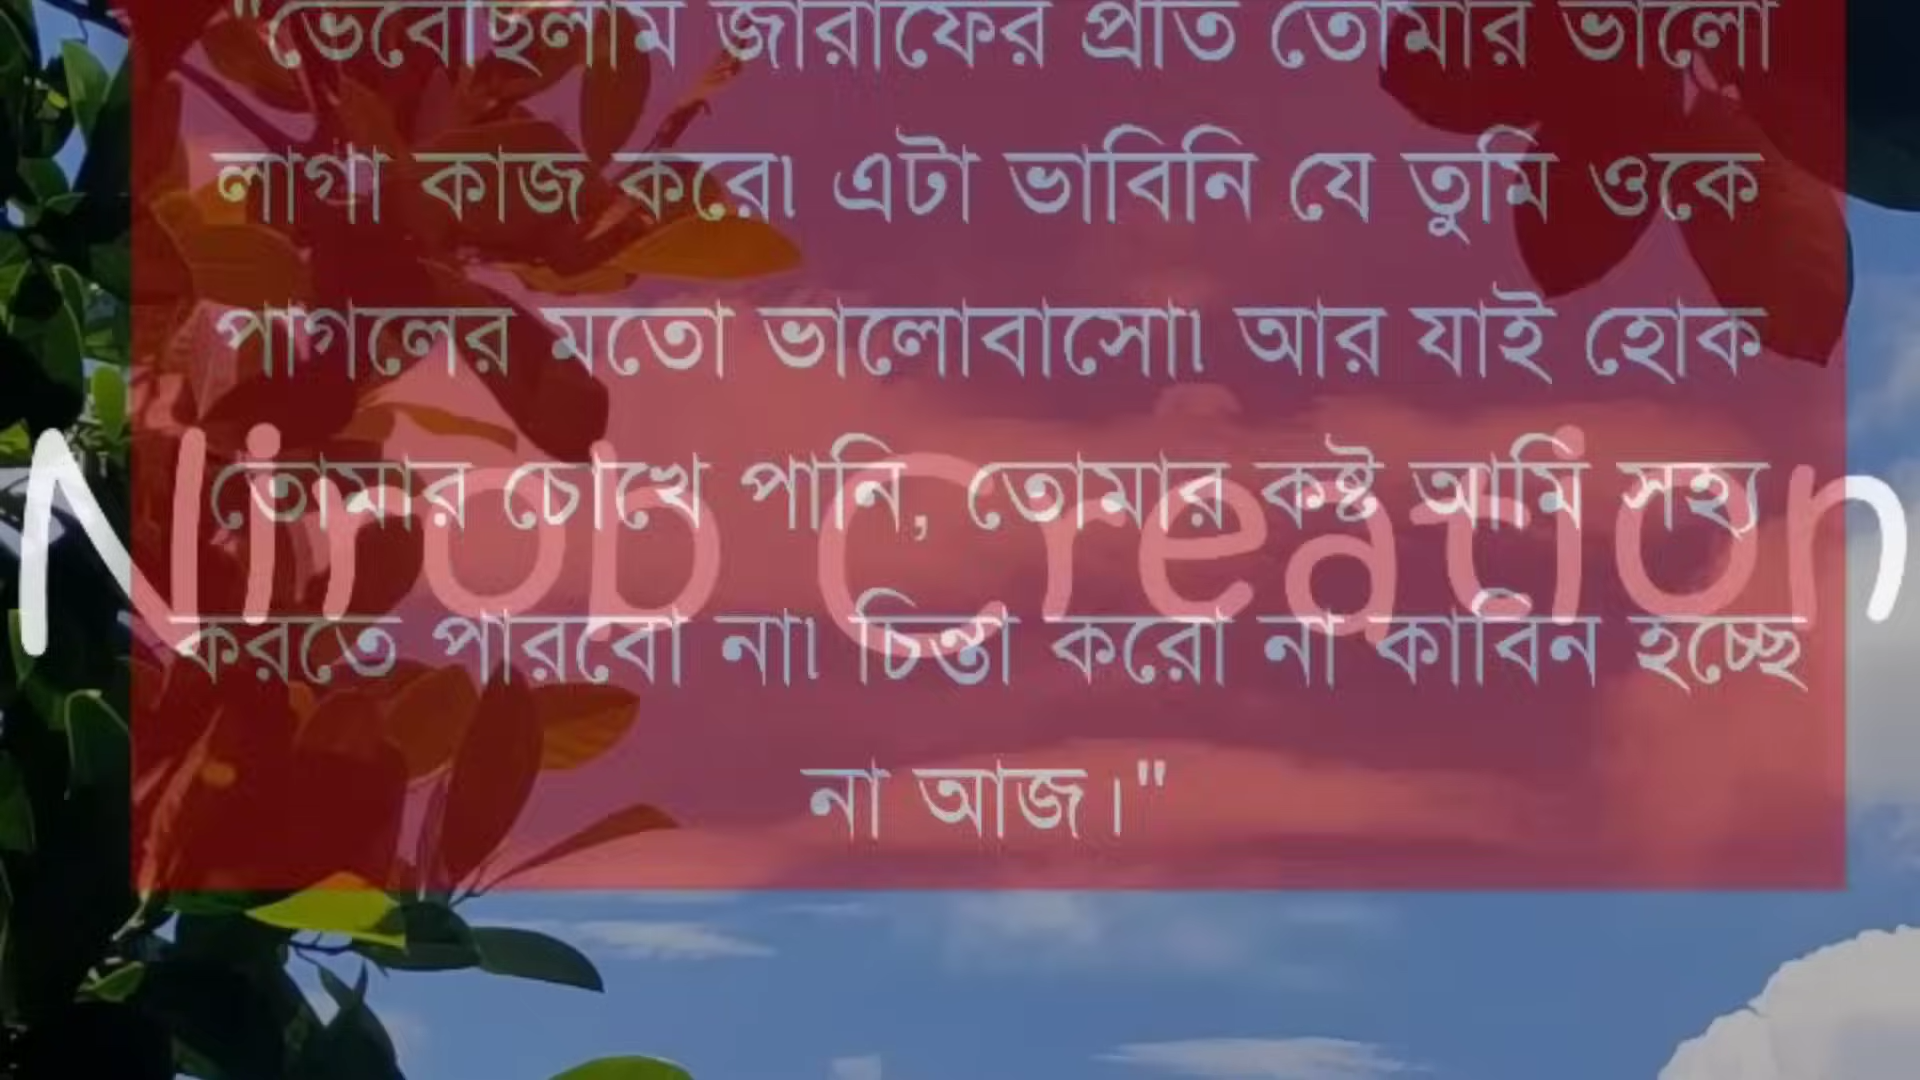 "ভেবেছিলাম জারাফের প্রতি তোমার ভালো
লাগা কাজ করে৷ এটা ভাবিনি যে তুমি ওকে
পাগলের মতো ভালোবাসো৷ আর যাই হোক
তোমার চোখে পানি, তোমার কষ্ট আমি সহ্য
Nirob Creation
করতে পারবো না৷ চিন্তা করো না কাবিন হচ্ছে
না আজ।"